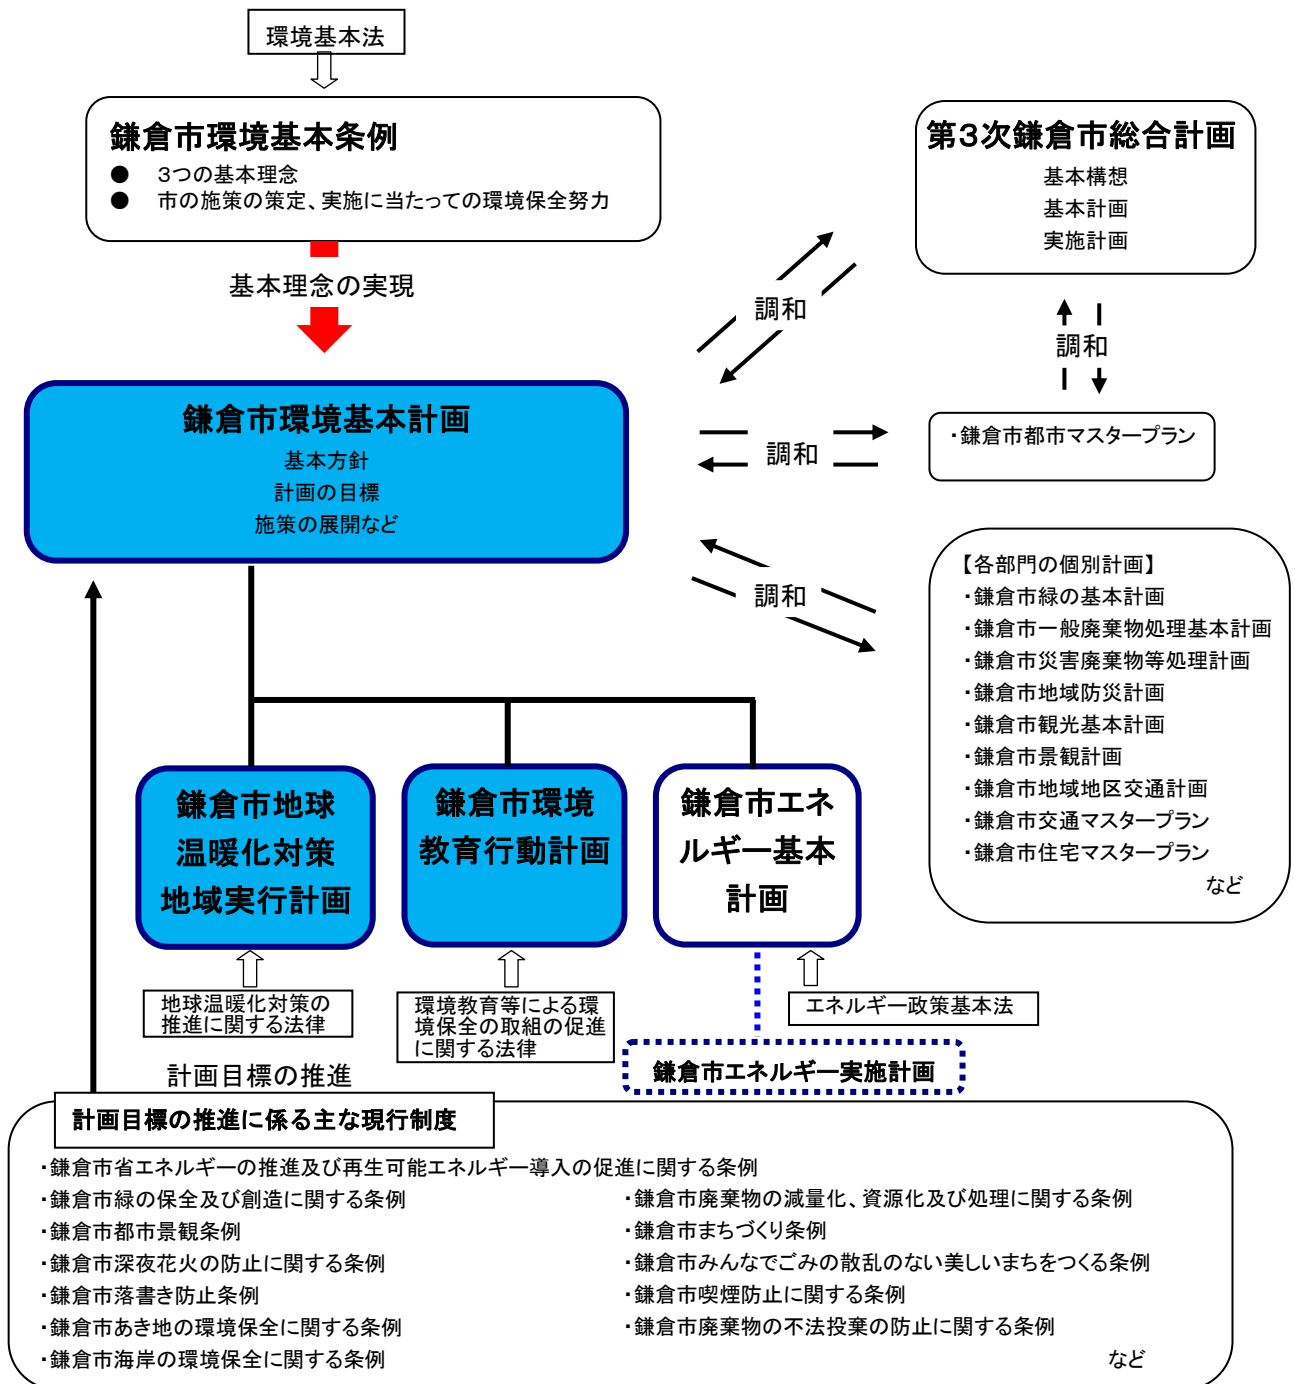 環境基本法
鎌倉市環境基本条例
● 3つの基本理念
● 市の施策の策定、実施に当たっての環境保全努力
基本理念の実現
第3次鎌倉市総合計画
基本構想
基本計画
実施計画
調和
調和
鎌倉市環境基本計画
基本方針
計画の目標
施策の展開など
調和
・鎌倉市都市マスタープラン
調和
【各部門の個別計画】
・鎌倉市緑の基本計画
・鎌倉市一般廃棄物処理基本計画
・鎌倉市災害廃棄物等処理計画
・鎌倉市地域防災計画
・鎌倉市観光基本計画
・鎌倉市景観計画
・鎌倉市地域地区交通計画
・鎌倉市交通マスタープラン
・鎌倉市住宅マスタープラン
など
鎌倉市地球
温暖化対策
地域実行計画
鎌倉市環境
教育行動計画
鎌倉市エネ
ルギー基本
計画
地球温暖化対策の
推進に関する法律
環境教育等による環
境保全の取組の促進
に関する法律
エネルギー政策基本法
鎌倉市エネルギー実施計画
計画目標の推進
計画目標の推進に係る主な現行制度
・鎌倉市省エネルギーの推進及び再生可能エネルギー導入の促進に関する条例
・鎌倉市緑の保全及び創造に関する条例
・鎌倉市都市景観条例
・鎌倉市深夜花火の防止に関する条例
・鎌倉市落書き防止条例
・鎌倉市あき地の環境保全に関する条例
・鎌倉市海岸の環境保全に関する条例
・鎌倉市廃棄物の減量化、資源化及び処理に関する条例
・鎌倉市まちづくり条例
・鎌倉市みんなでごみの散乱のない美しいまちをつくる条例
・鎌倉市喫煙防止に関する条例
・鎌倉市廃棄物の不法投棄の防止に関する条例
など